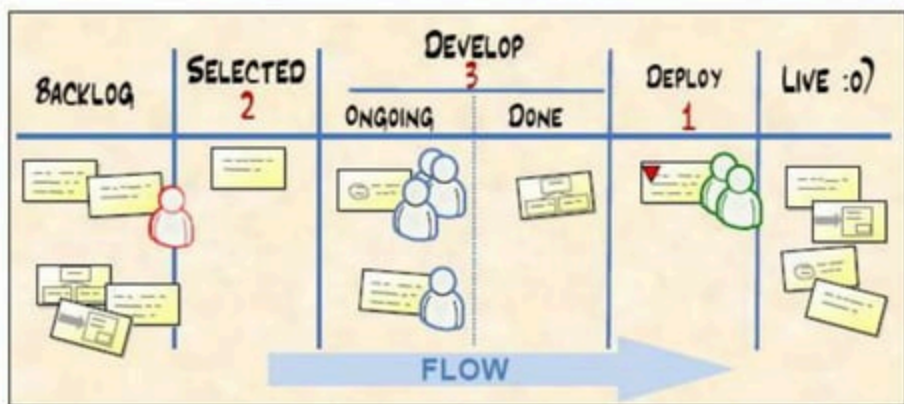 BACKLOG
SELECTED
2
DEVELOP
3
ONGOING
DONE
DEPLOY
1
LIVE :o)
FLOW